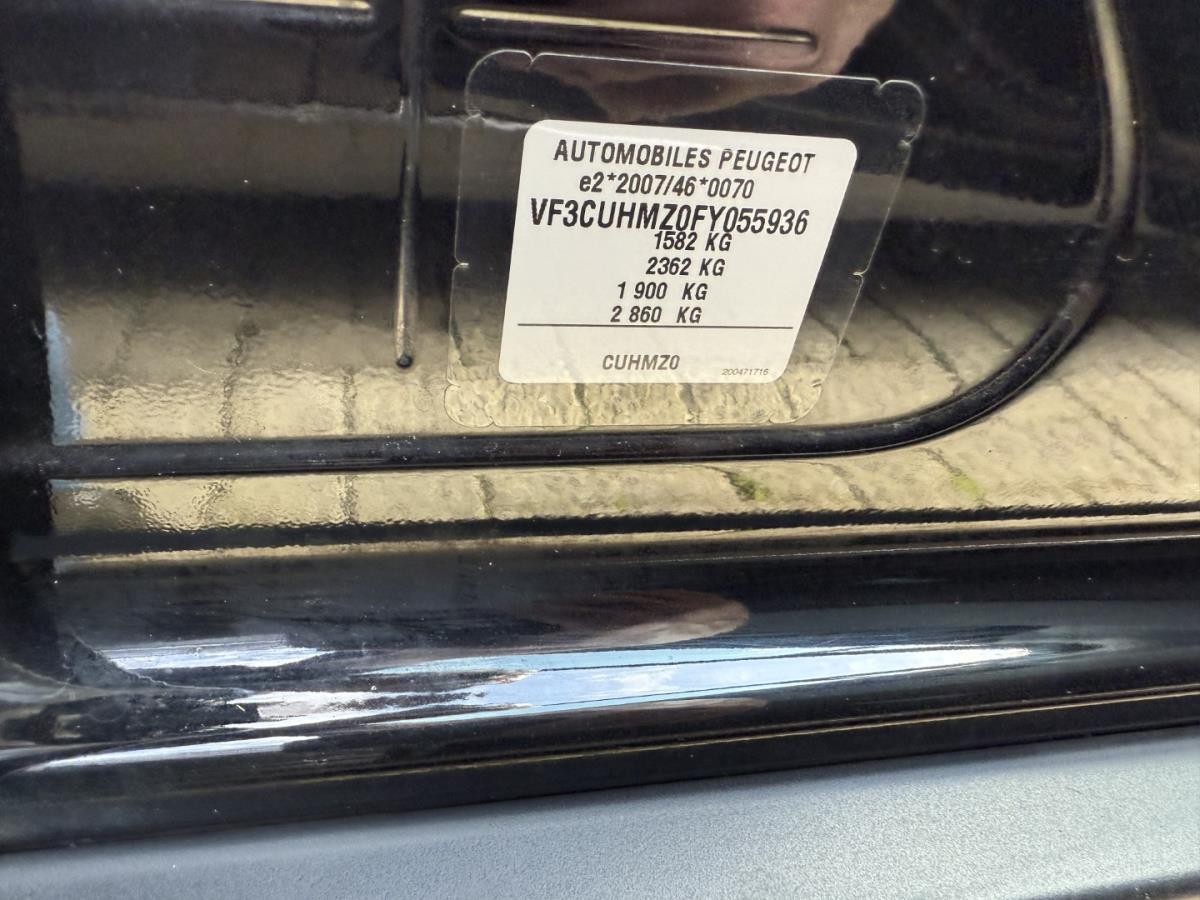 AUTOMOBILES PEUGEOT
e2*2007/46*0070
VF3CUHMZ0FY055936
1582 KG
2362 KG
1 900 KG
2 860 KG
CUHMZ0
200471716